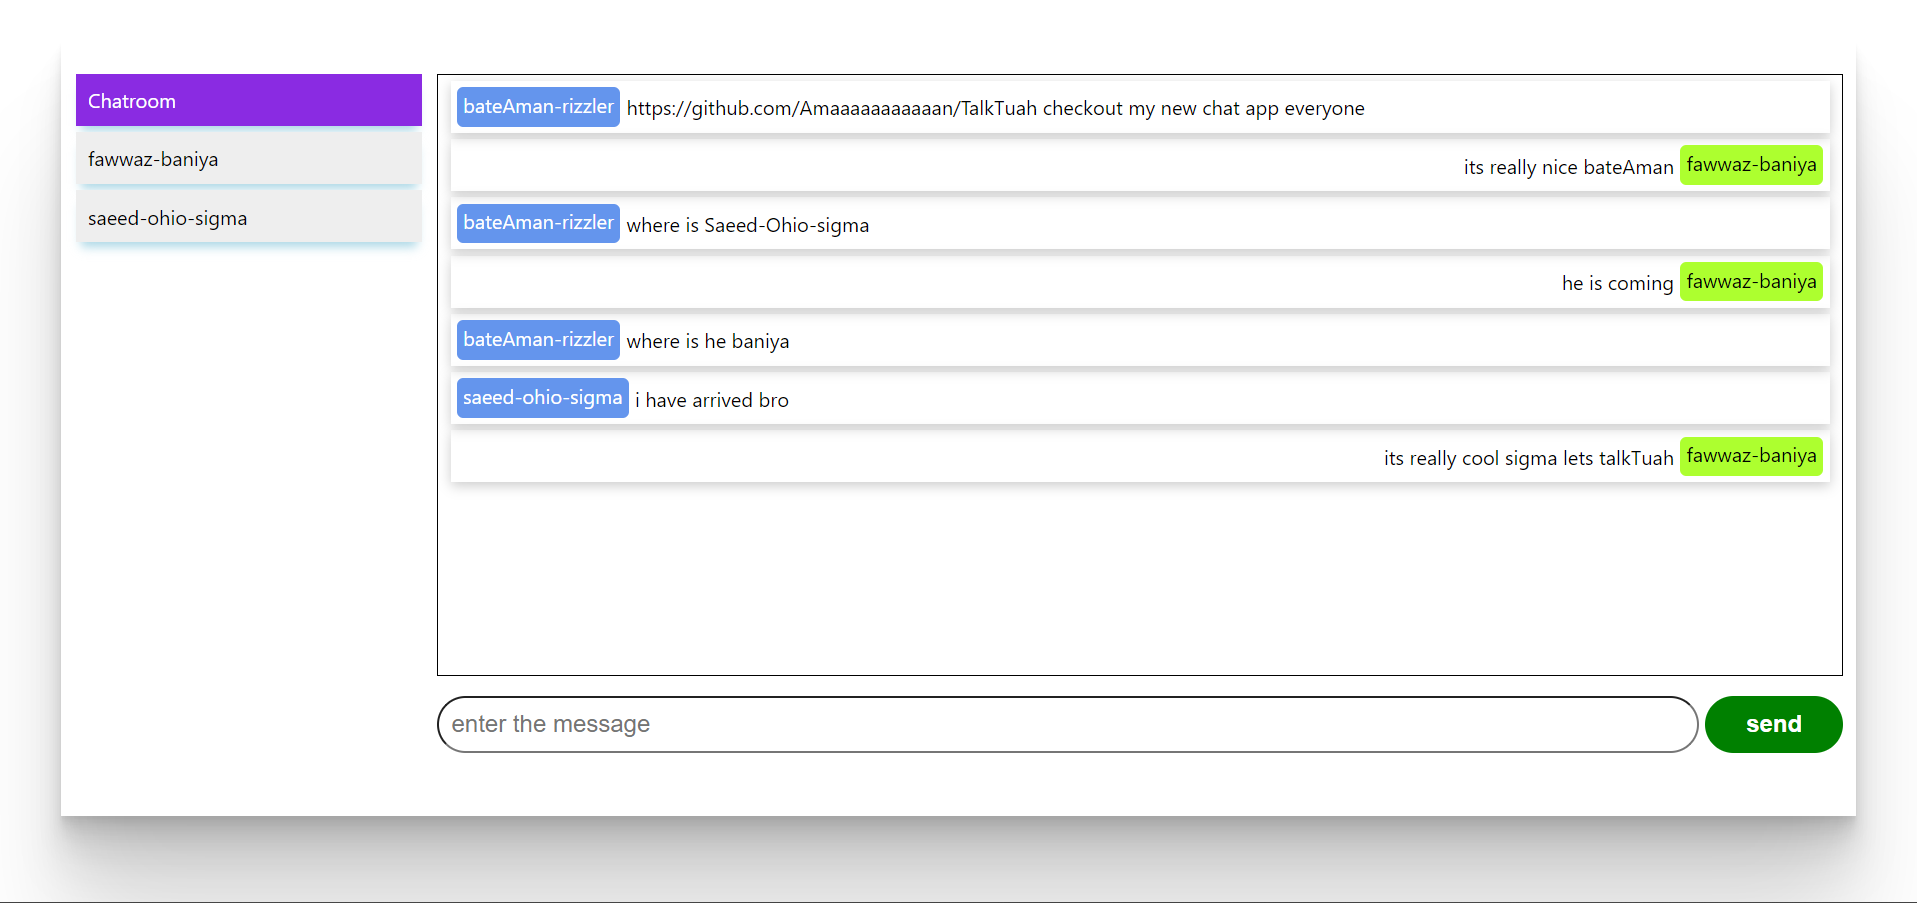 Chatroom
fawwaz-baniya
saeed-ohio-sigma
bateAman-rizzler https://github.com/Amaaaaaaaaaaan/TalkTuah checkout my new chat app everyone
its really nice bateAman fawwaz-baniya
bateAman-rizzler where is Saeed-Ohio-sigma
he is coming fawwaz-baniya
bateAman-rizzler where is he baniya
saeed-ohio-sigma i have arrived bro
its really cool sigma lets talkTuah fawwaz-baniya
enter the message send